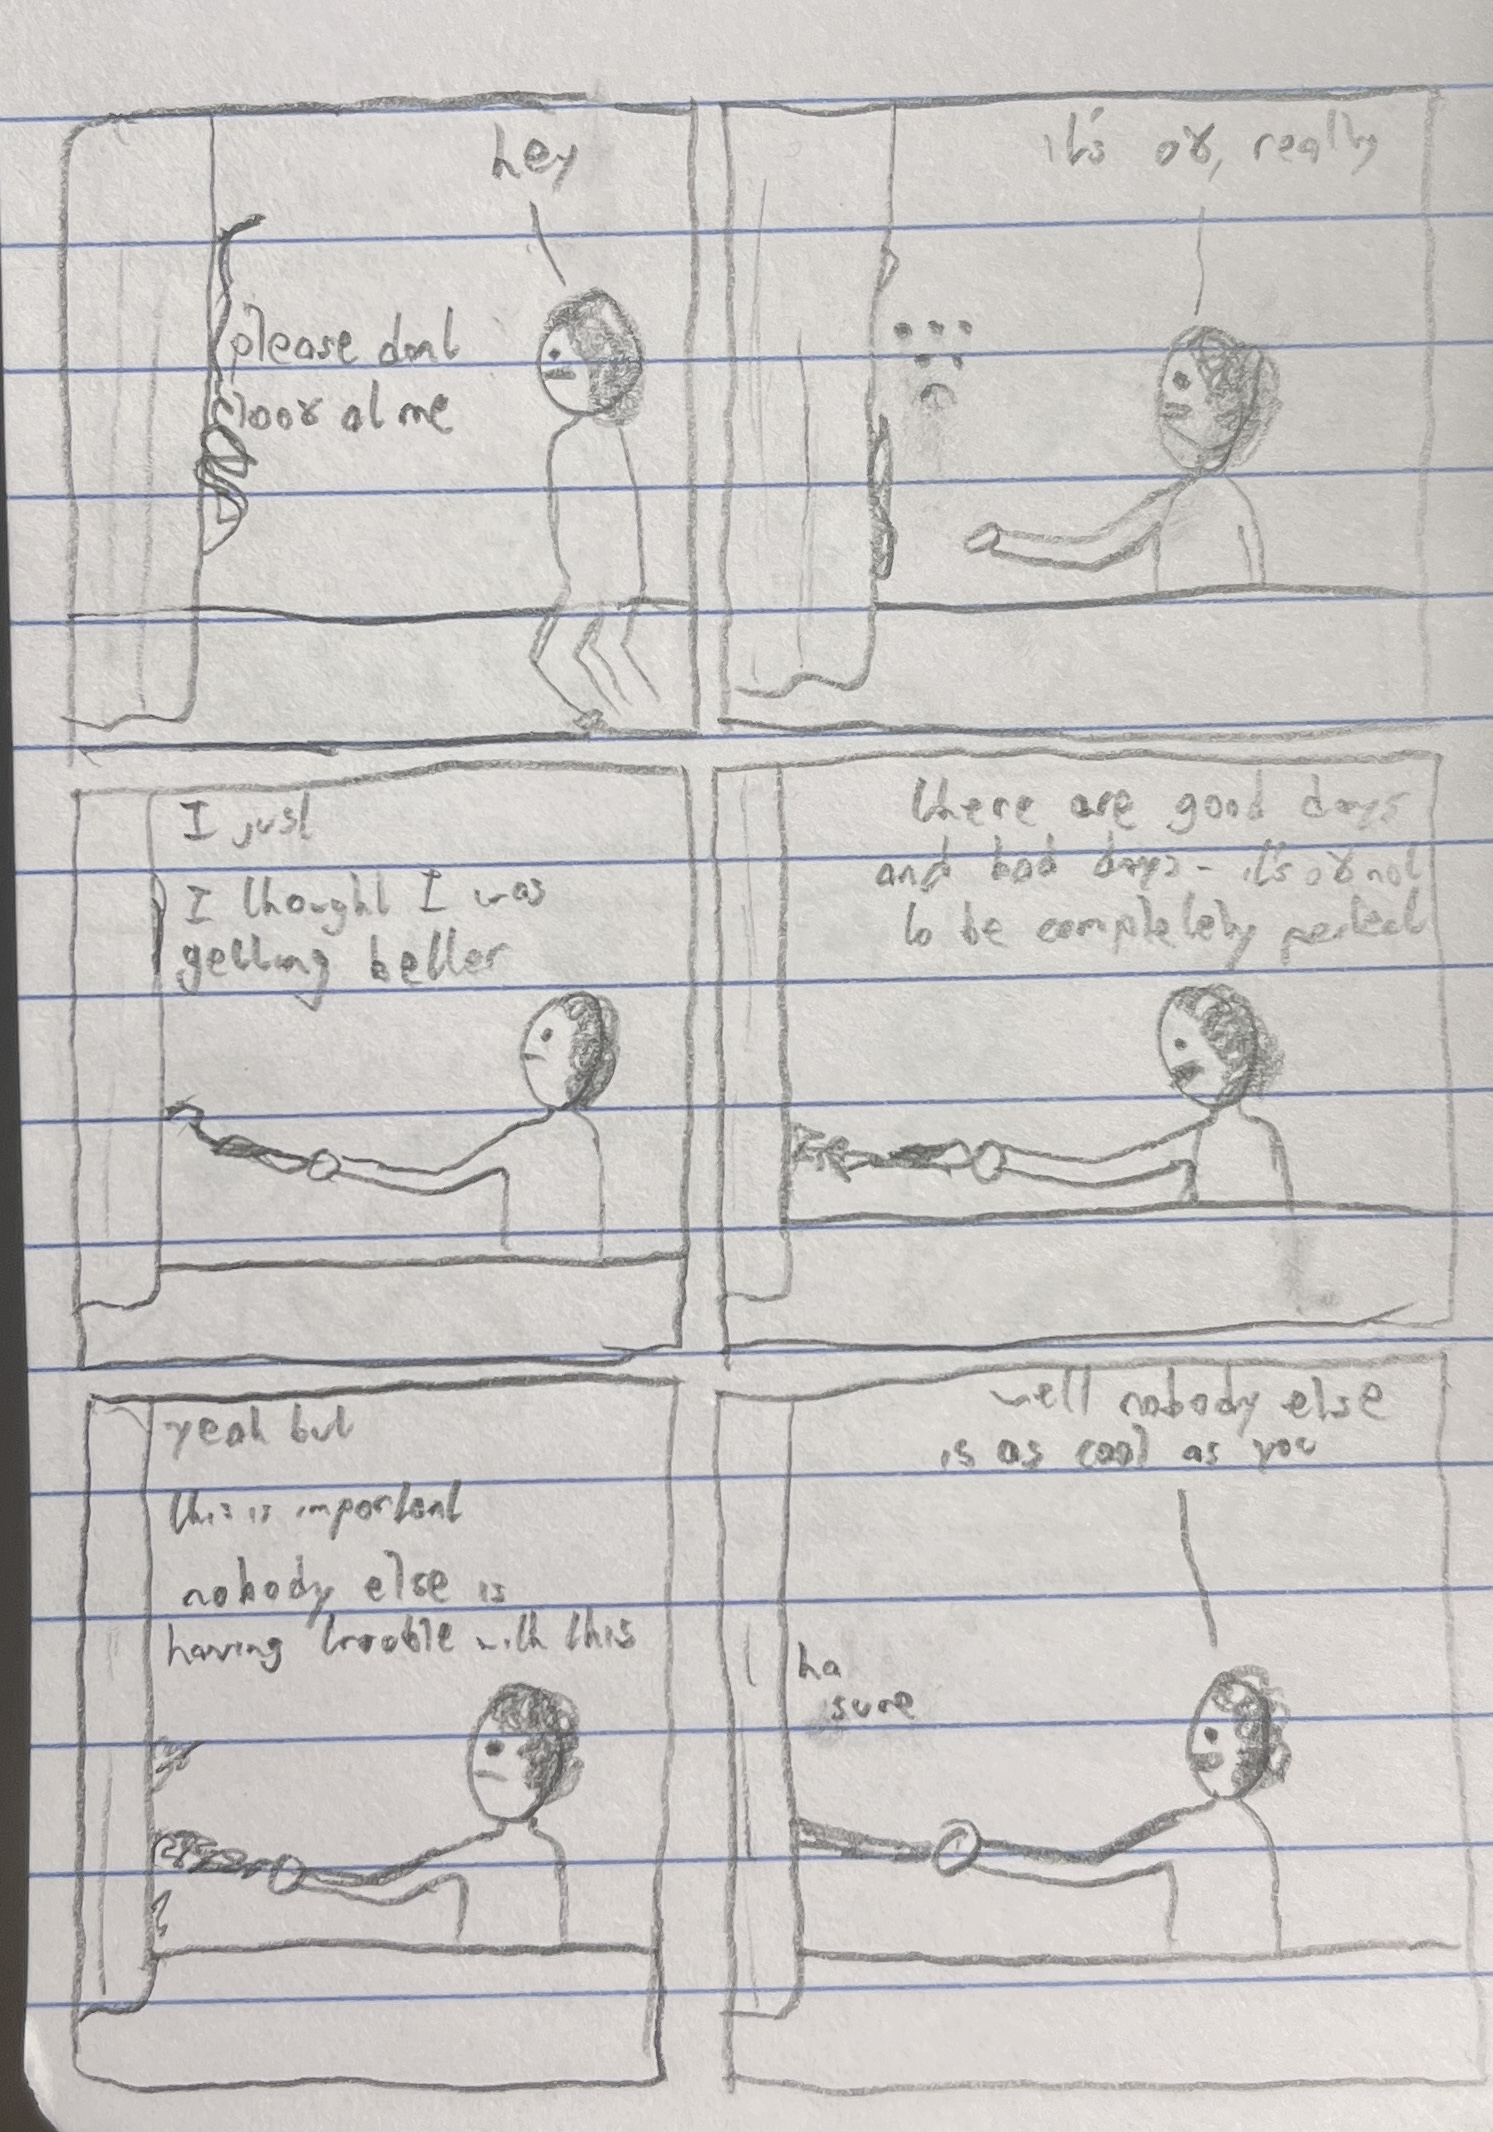 hey
please dont
look at me
it's ok, really
......
I just
I thought I was
getting better
there are good days
and bad days - it's ok not
to be completely perfect
yeah but
this is important
nobody else is
having trouble with this
well nobody else
is as cool as you
ha
sure